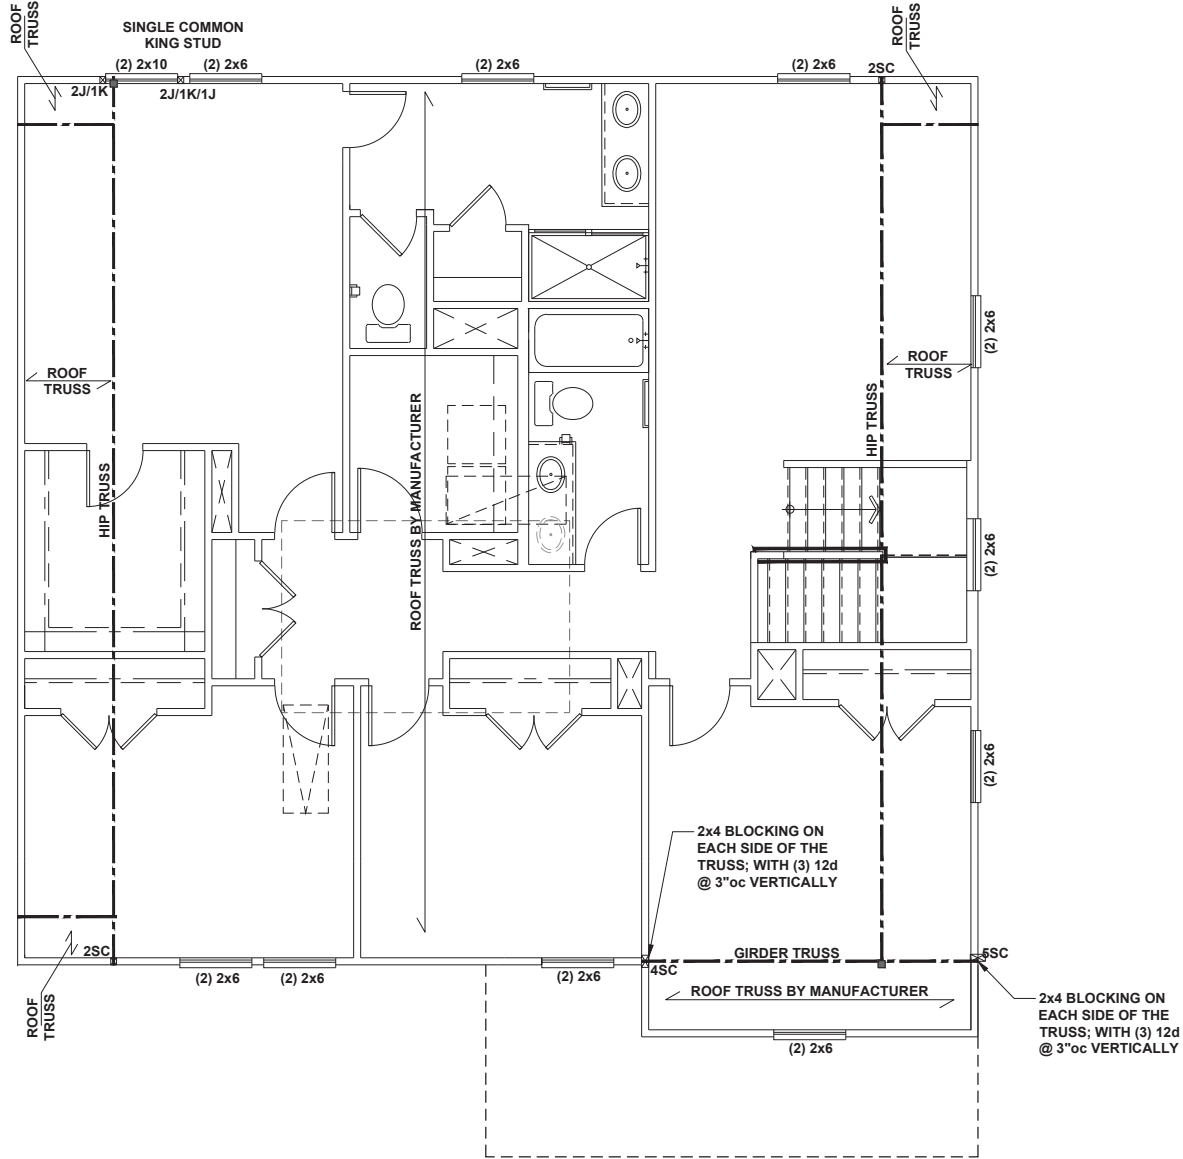 ROOF
TRUSS
SINGLE COMMON
KING STUD
(2) 2x10
(2) 2x6
(2) 2x6
(2) 2x6
ROOF
TRUSS
2SC
2J/1K
2J/1K/1J
(2) 2x6
ROOF
TRUSS
ROOF
TRUSS
HIP TRUSS
HIP TRUSS
ROOF TRUSS BY MANUFACTURER
(2) 2x6
(2) 2x6
2x4 BLOCKING ON
EACH SIDE OF THE
TRUSS; WITH (3) 12d
@ 3"oc VERTICALLY
2SC
GIRDER TRUSS
5SC
4SC
(2) 2x6
(2) 2x6
(2) 2x6
ROOF TRUSS BY MANUFACTURER
ROOF
TRUSS
2x4 BLOCKING ON
EACH SIDE OF THE
TRUSS; WITH (3) 12d
@ 3"oc VERTICALLY
(2) 2x6